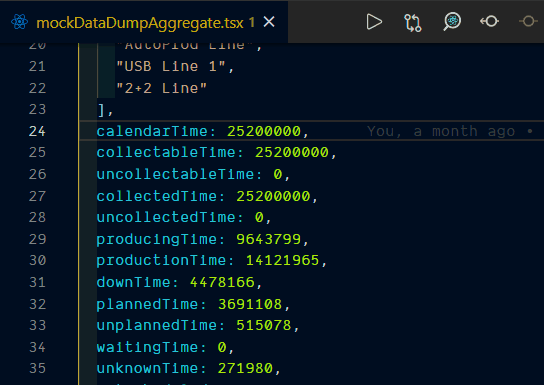 mockDataDumpAggregate.tsx 1
20 "AutoProd Line",
21 "USB Line 1",
22 "2+2 Line"
23 ],
24 calendarTime: 25200000, You, a month ago •
25 collectableTime: 25200000,
26 uncollectableTime: 0,
27 collectedTime: 25200000,
28 uncollectedTime: 0,
29 producingTime: 9643799,
30 productionTime: 14121965,
31 downTime: 4478166,
32 plannedTime: 3691108,
33 unplannedTime: 515078,
34 waitingTime: 0,
35 unknownTime: 271980,